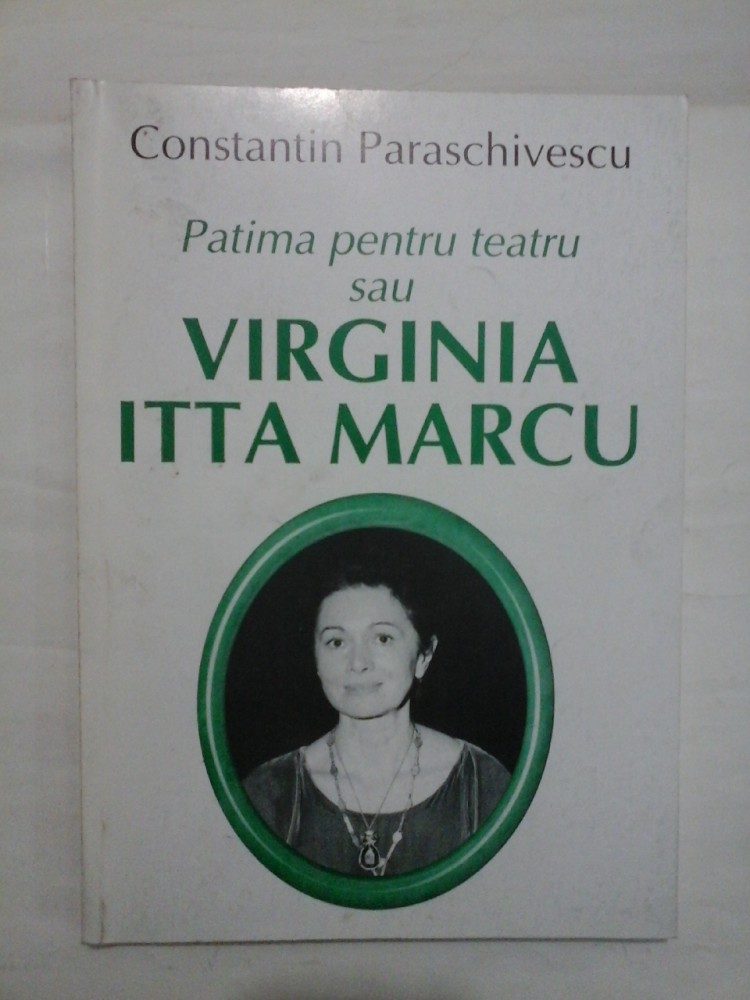 Constantin Paraschivescu
Patima pentru teatru
sau
VIRGINIA
ITTA MARCU